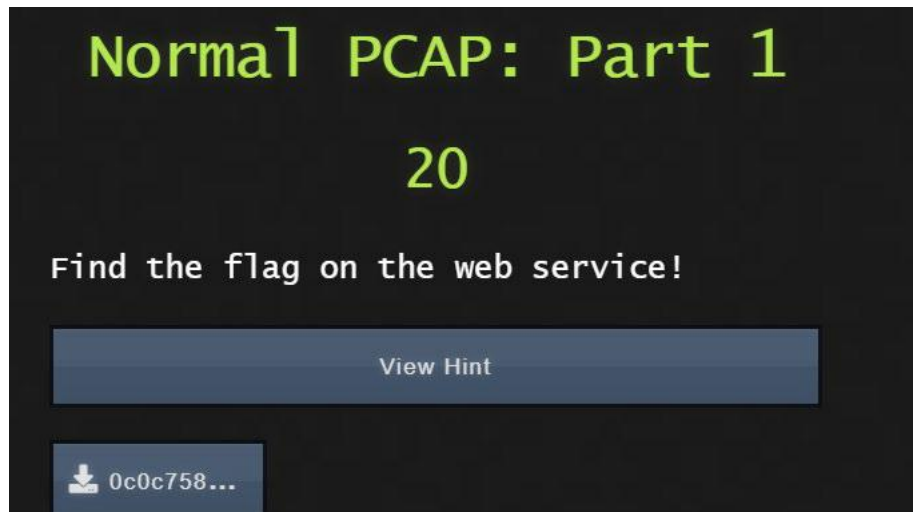 Normal PCAP: Part 1
20
Find the flag on the web service!
View Hint
0c0c758...